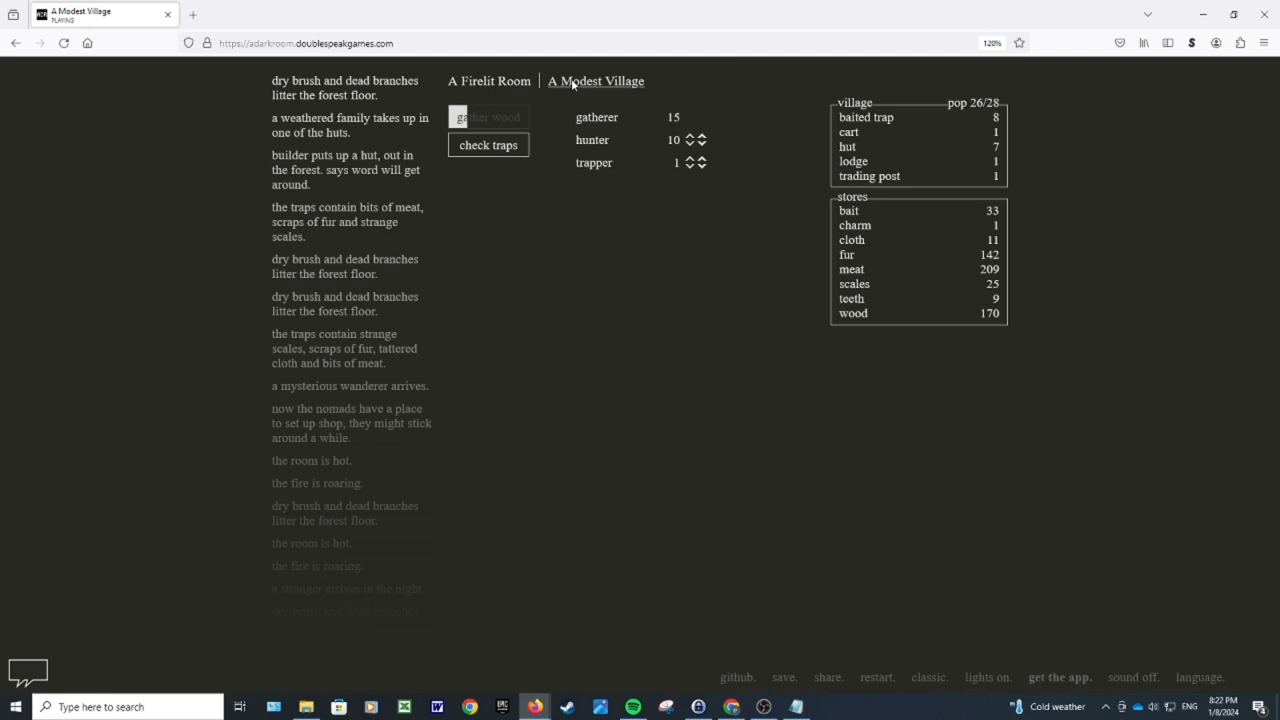 A Modest Village
PLAYING
https://adarkroom.doublespeakgames.com
120%
A Firelit Room
A Modest Village
dry brush and dead branches
litter the forest floor.
a weathered family takes up in
one of the huts.
builder puts up a hut, out in
the forest. says word will get
around.
the traps contain bits of meat,
scraps of fur and strange
scales.
dry brush and dead branches
litter the forest floor.
dry brush and dead branches
litter the forest floor.
the traps contain strange
scales, scraps of fur, tattered
cloth and bits of meat.
a mysterious wanderer arrives.
now the nomads have a place
to set up shop, they might stick
around a while.
the room is hot.
the fire is roaring.
dry brush and dead branches
litter the forest floor.
the room is hot.
the fire is roaring.
a stranger arrives in the night.
dry brush and dead branches
gather wood
check traps
gatherer 15
hunter 10
trapper 1
village pop 26/28
baited trap 8
cart 1
hut 7
lodge 1
trading post 1
stores
bait 33
charm 1
cloth 11
fur 142
meat 209
scales 25
teeth 9
wood 170
github. save. share. restart. classic. lights on. get the app. sound off. language.
Type here to search
Cold weather
ENG
8:22 PM
1/8/2024